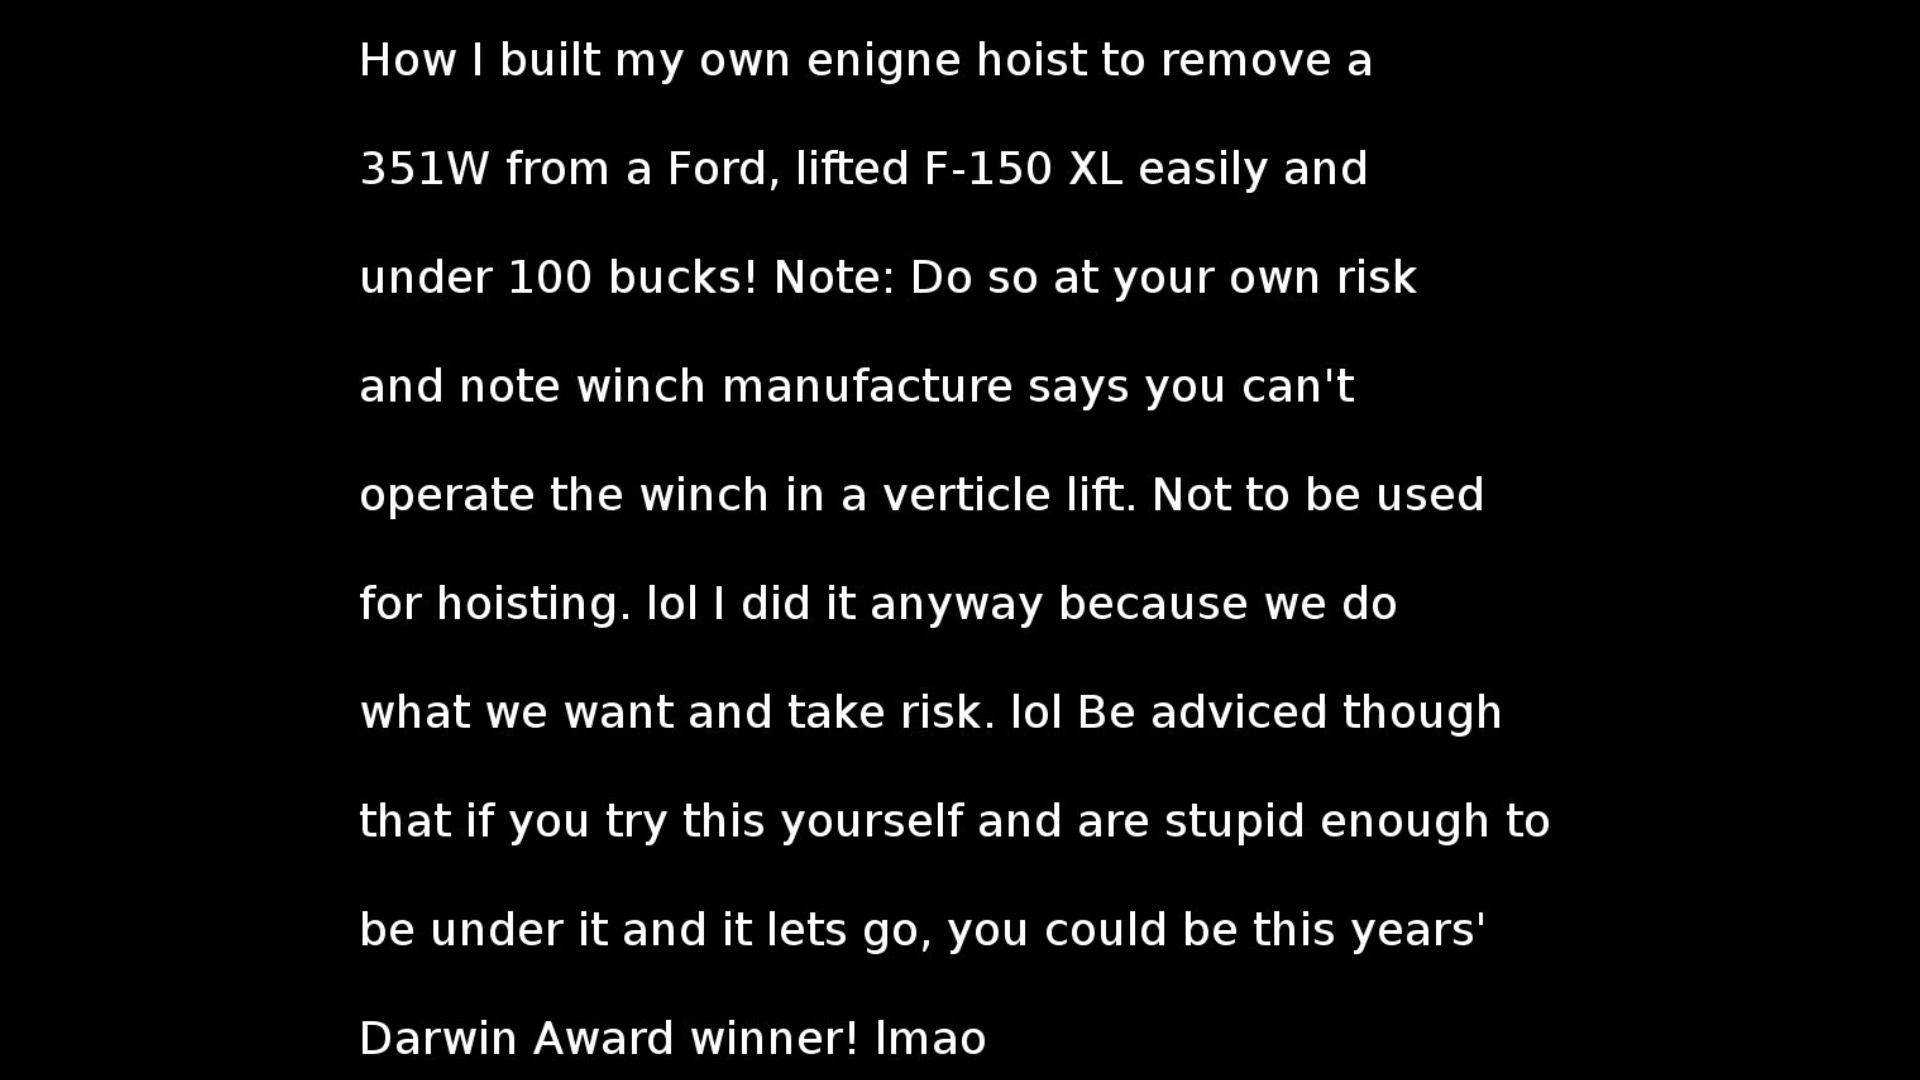 How I built my own enigne hoist to remove a
351W from a Ford, lifted F-150 XL easily and
under 100 bucks! Note: Do so at your own risk
and note winch manufacture says you can't
operate the winch in a verticle lift. Not to be used
for hoisting. lol I did it anyway because we do
what we want and take risk. lol Be adviced though
that if you try this yourself and are stupid enough to
be under it and it lets go, you could be this years'
Darwin Award winner! lmao